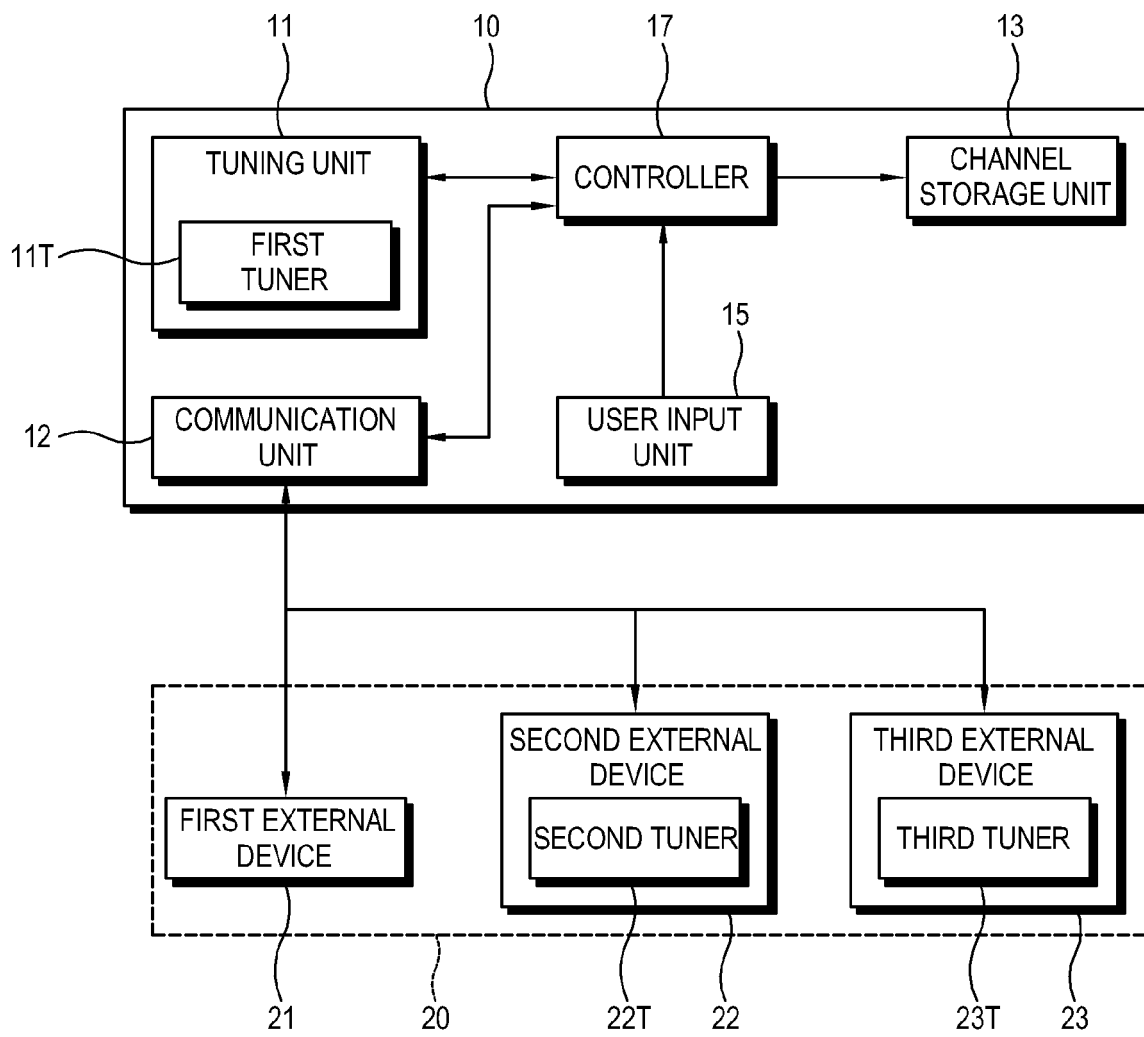 11
10
17
13
TUNING UNIT
CONTROLLER
CHANNEL
STORAGE UNIT
11T
FIRST
TUNER
15
12
COMMUNICATION
UNIT
USER INPUT
UNIT
SECOND EXTERNAL
DEVICE
THIRD EXTERNAL
DEVICE
FIRST EXTERNAL
DEVICE
SECOND TUNER
THIRD TUNER
21
20
22T
22
23T
23